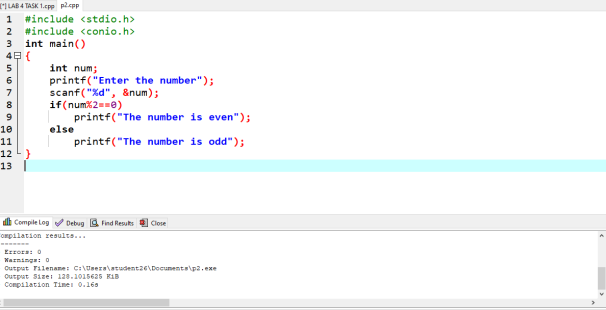 [*] LAB 4 TASK 1.cpp p2.cpp
1 #include <stdio.h>
2 #include <conio.h>
3 int main()
4 {
5 int num;
6 printf("Enter the number");
7 scanf("%d", &num);
8 if(num%2==0)
9 printf("The number is even");
10 else
11 printf("The number is odd");
12 }
13
Compile Log Debug Find Results Close
ompilation results...
--------
Errors: 0
Warnings: 0
Output Filename: C:\Users\student26\Documents\p2.exe
Output Size: 128.1015625 KiB
Compilation Time: 0.16s